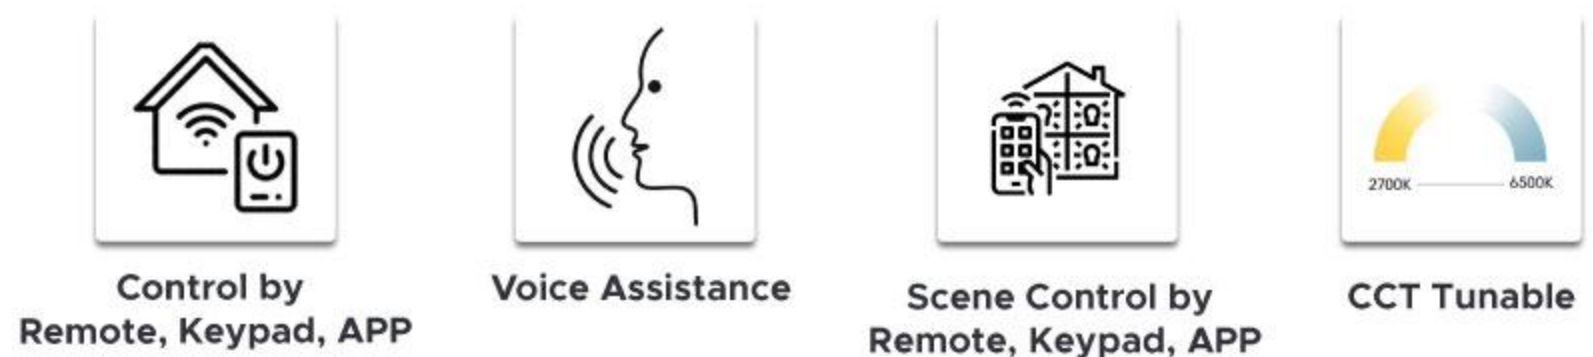 Control by
Remote, Keypad, APP
Voice Assistance
Scene Control by
Remote, Keypad, APP
2700K
6500K
CCT Tunable